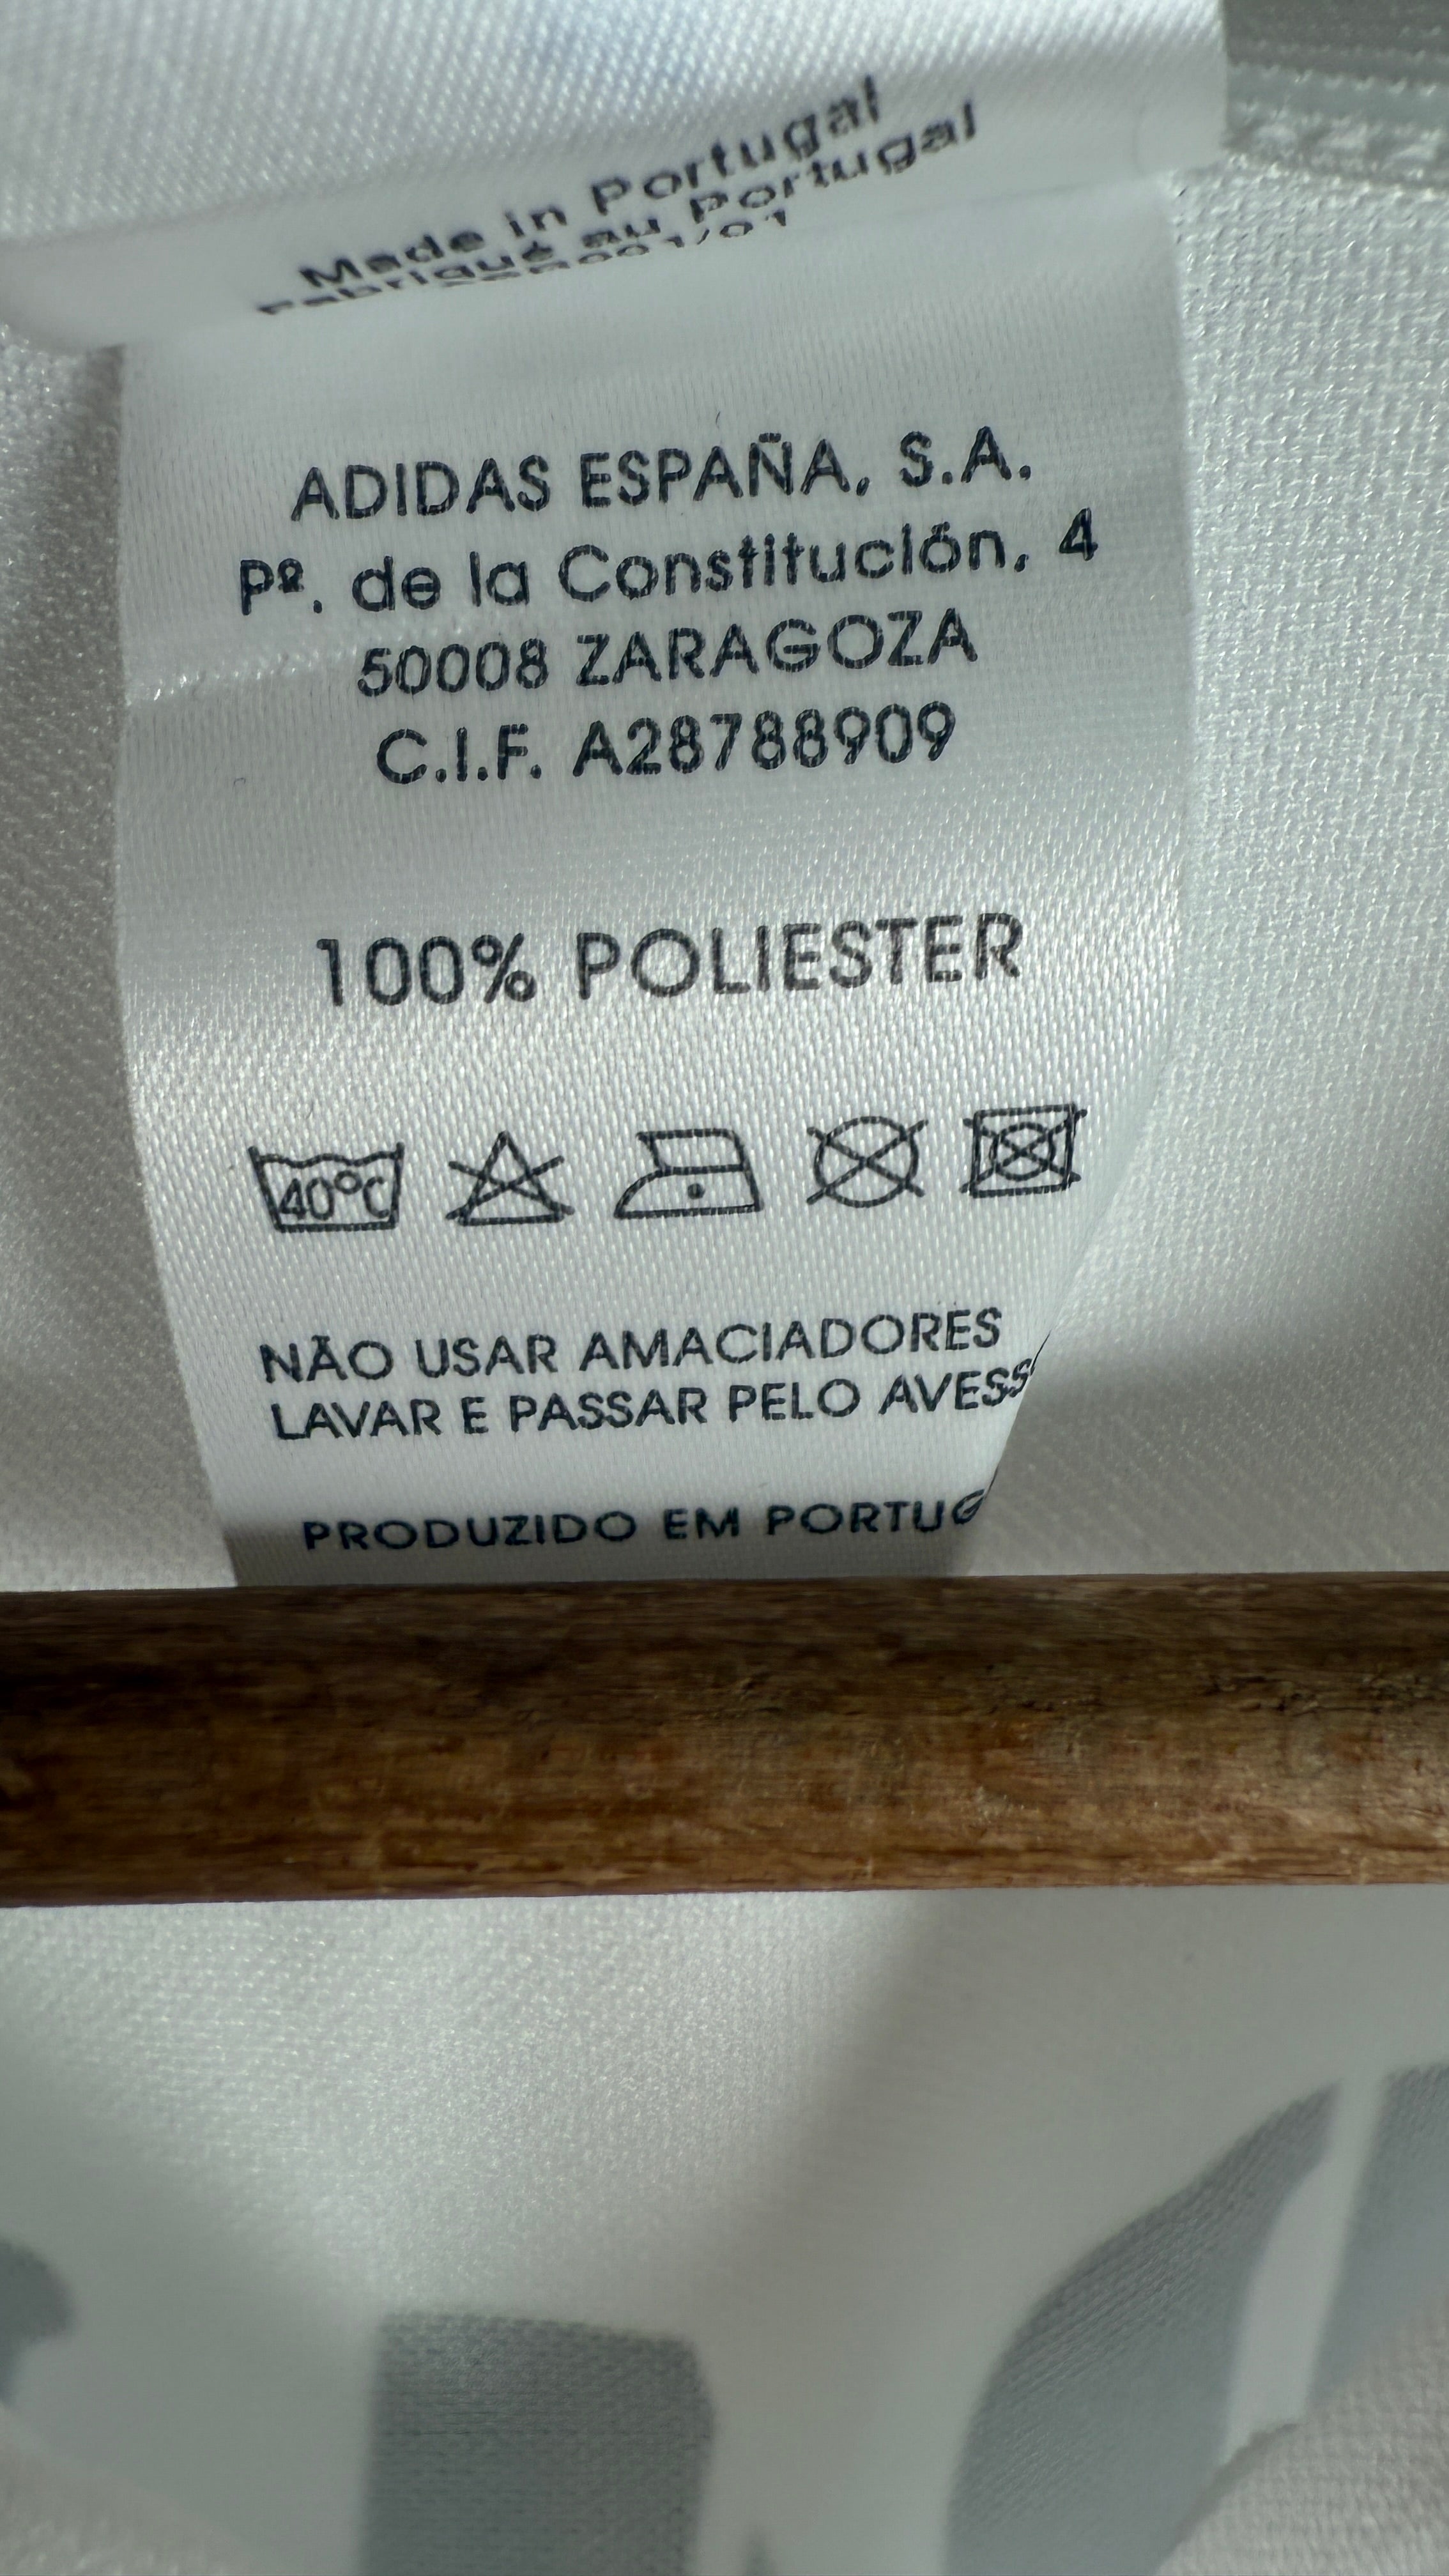 Made in Portugal
Fabriqué au Portugal
ADIDAS ESPAÑA, S.A.
Pº. de la Constitución, 4
50008 ZARAGOZA
C.I.F. A28788909
100% POLIESTER
40°C
NÃO USAR AMACIADORES
LAVAR E PASSAR PELO AVESS
PRODUZIDO EM PORTUG